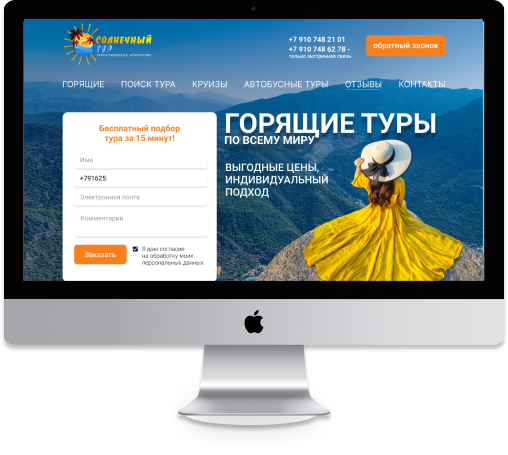 СОЛНЕЧНЫЙ
ТУР
ТУРИСТИЧЕСКОЕ АГЕНТСТВО
+7 910 748 21 01
+7 910 748 62 78 -
только экстренная связь
обратный звонок
ГОРЯЩИЕ ПОИСК ТУРА КРУИЗЫ АВТОБУСНЫЕ ТУРЫ ОТЗЫВЫ КОНТАКТЫ
Бесплатный подбор
тура за 15 минут!
Имя
+791625
Электронная почта
Комментарий
Заказать
Я даю согласие
на обработку моих
персональных данных
ГОРЯЩИЕ ТУРЫ
ПО ВСЕМУ МИРУ
ВЫГОДНЫЕ ЦЕНЫ,
ИНДИВИДУАЛЬНЫЙ
ПОДХОД